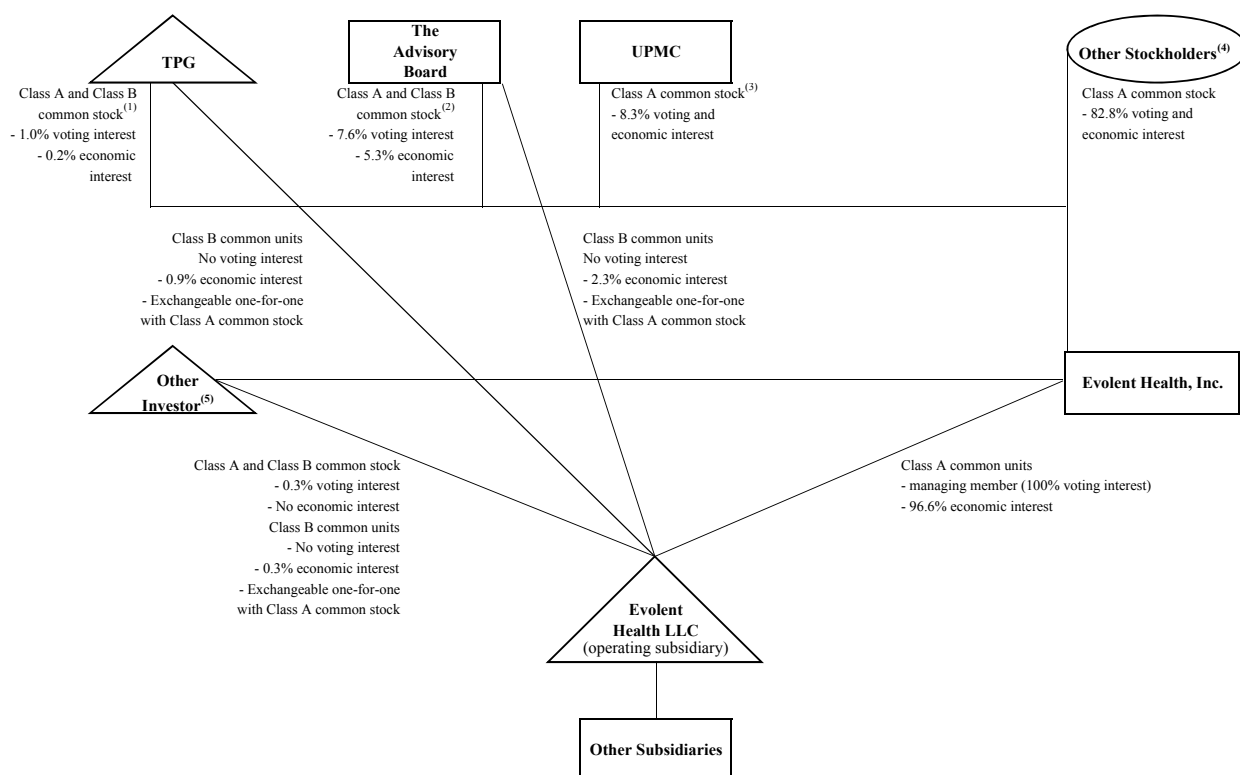 TPG
The
Advisory
Board
UPMC
Other Stockholders(4)
Class A and Class B
common stock(1)
- 1.0% voting interest
- 0.2% economic
interest
Class A and Class B
common stock(2)
- 7.6% voting interest
- 5.3% economic
interest
Class A common stock(3)
- 8.3% voting and
economic interest
Class A common stock
- 82.8% voting and
economic interest
Class B common units
No voting interest
- 0.9% economic interest
- Exchangeable one-for-one
with Class A common stock
Class B common units
No voting interest
- 2.3% economic interest
- Exchangeable one-for-one
with Class A common stock
Other
Investor(5)
Evolent Health, Inc.
Class A and Class B common stock
- 0.3% voting interest
- No economic interest
Class B common units
- No voting interest
- 0.3% economic interest
- Exchangeable one-for-one
with Class A common stock
Class A common units
- managing member (100% voting interest)
- 96.6% economic interest
Evolent
Health LLC
(operating subsidiary)
Other Subsidiaries